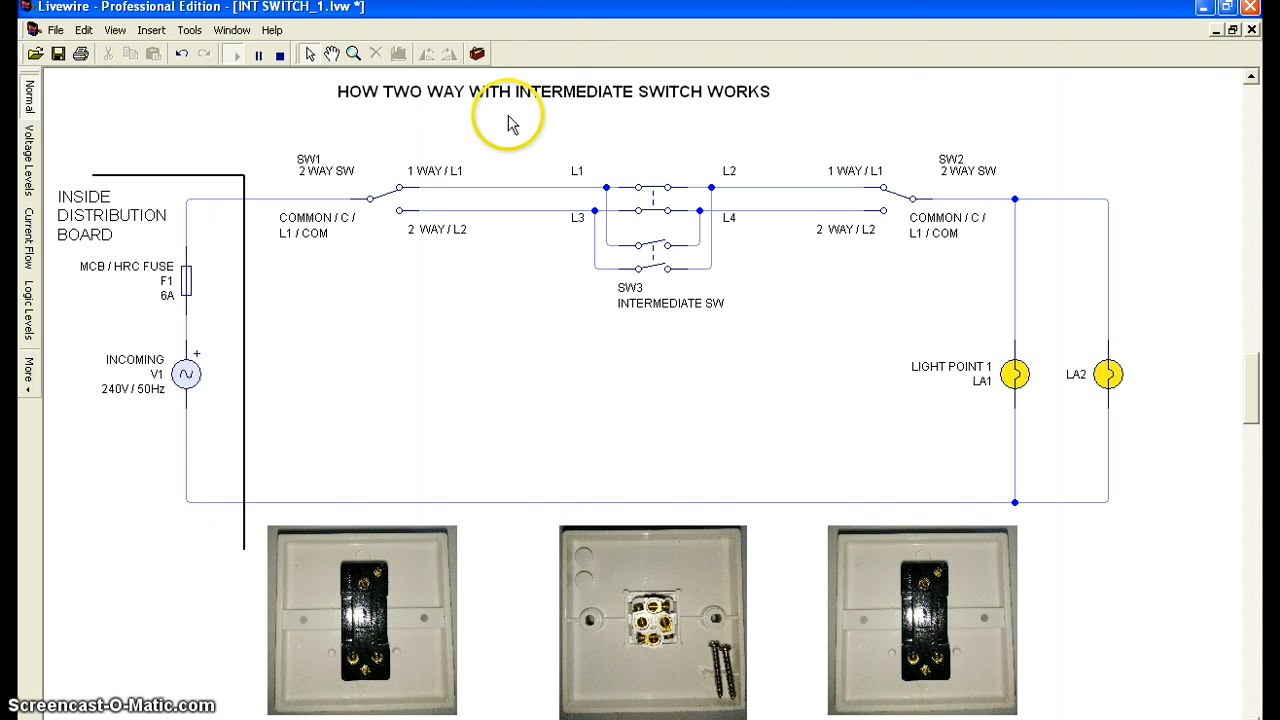 Livewire - Professional Edition - [INT SWITCH_1.lvw *]
File Edit View Insert Tools Window Help
Normal
Voltage Levels
Current Flow
Logic Levels
More
HOW TWO WAY WITH INTERMEDIATE SWITCH WORKS
SW1
2 WAY SW
1 WAY / L1
L1
L2
1 WAY / L1
SW2
2 WAY SW
INSIDE
DISTRIBUTION
BOARD
COMMON / C /
L1 / COM
2 WAY / L2
L3
L4
2 WAY / L2
COMMON / C /
L1 / COM
MCB / HRC FUSE
F1
6A
SW3
INTERMEDIATE SW
INCOMING
V1
240V / 50Hz
+
LIGHT POINT 1
LA1
LA2
Screencast-O-Matic.com